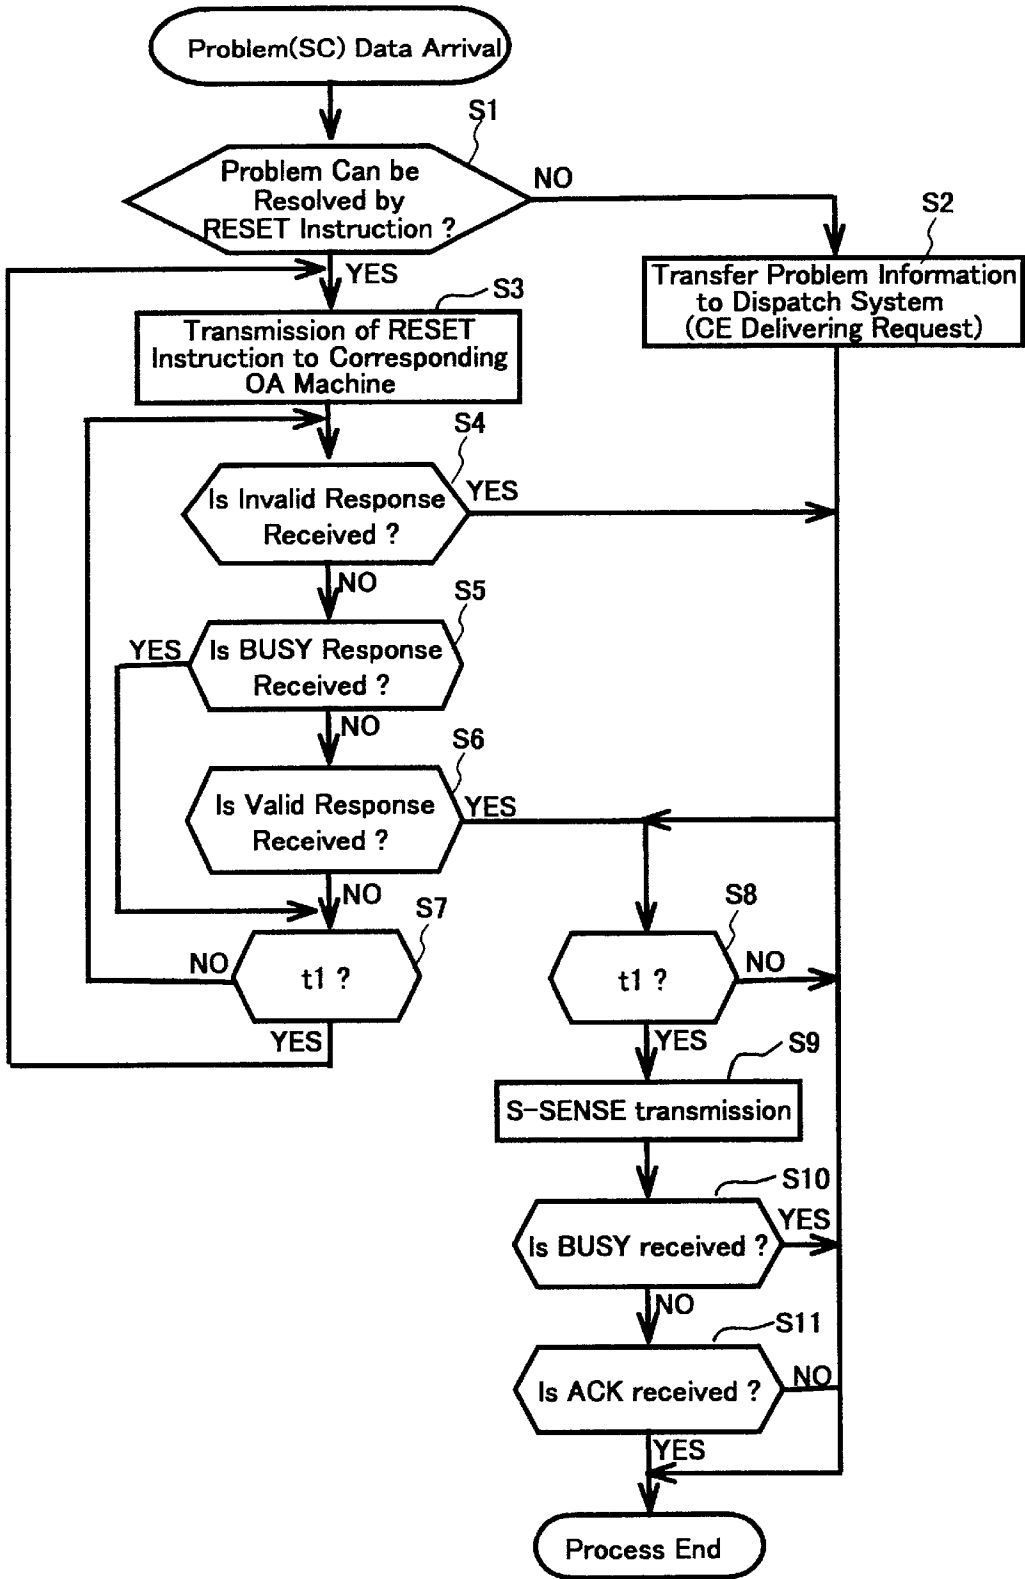 Problem(SC) Data Arrival
S1
Problem Can be
Resolved by
RESET Instruction ?
NO
YES
S2
Transfer Problem Information
to Dispatch System
(CE Delivering Request)
S3
Transmission of RESET
Instruction to Corresponding
OA Machine
S4
Is Invalid Response
Received ?
YES
NO
S5
YES
Is BUSY Response
Received ?
NO
S6
Is Valid Response
Received ?
YES
NO
S7
NO
t1 ?
YES
S8
t1 ?
NO
YES
S9
S-SENSE transmission
S10
Is BUSY received ?
YES
NO
S11
Is ACK received ?
NO
YES
Process End